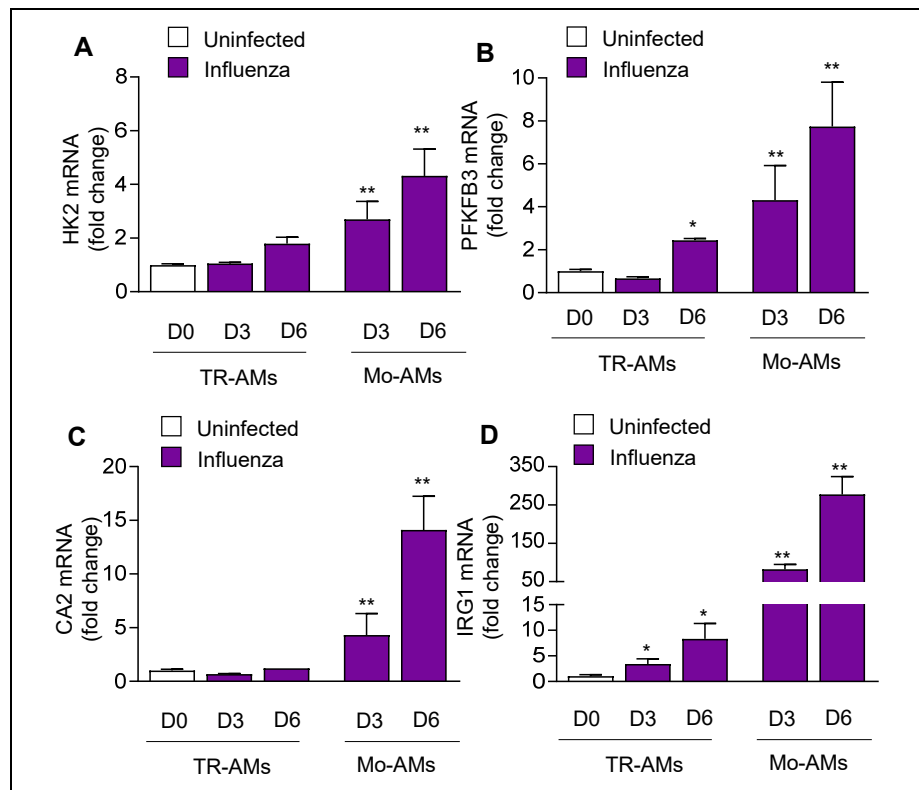 A
Uninfected
Influenza
HK2 mRNA
(fold change)
8
6
4
2
0
**
**
D0 D3 D6 D3 D6
TR-AMs Mo-AMs
B
Uninfected
Influenza
PFKFB3 mRNA
(fold change)
10
8
6
4
2
0
*
**
**
D0 D3 D6 D3 D6
TR-AMs Mo-AMs
C
Uninfected
Influenza
CA2 mRNA
(fold change)
20
15
10
5
0
**
**
D0 D3 D6 D3 D6
TR-AMs Mo-AMs
D
Uninfected
Influenza
IRG1 mRNA
(fold change)
350
250
150
50
15
10
5
0
*
*
**
**
D0 D3 D6 D3 D6
TR-AMs Mo-AMs